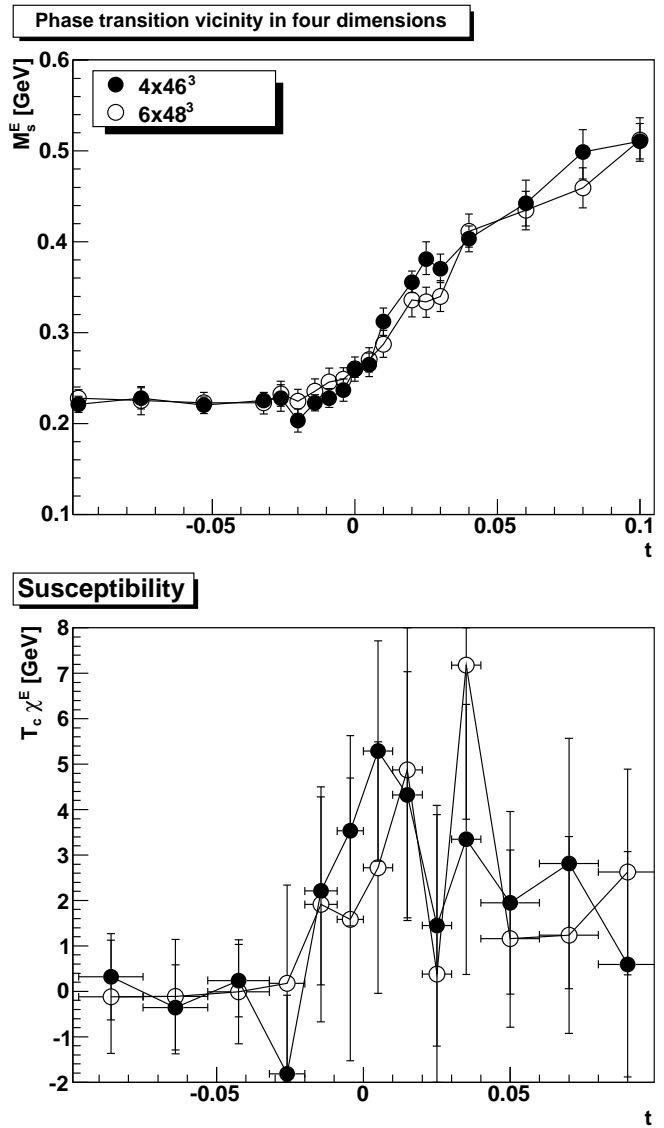 Phase transition vicinity in four dimensions
M_s^E [GeV]
0.6
0.5
0.4
0.3
0.2
0.1
4x46³
6x48³
-0.05 0 0.05 0.1
t
Susceptibility
T_c χ^E [GeV]
8
7
6
5
4
3
2
1
0
-1
-2
-0.05 0 0.05
t